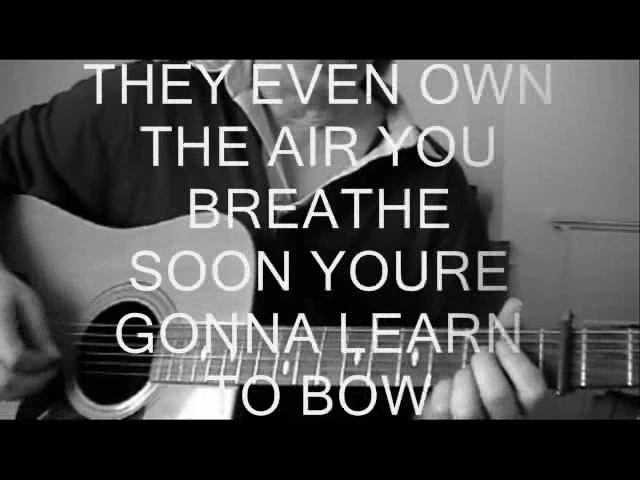 THEY EVEN OWN
THE AIR YOU
BREATHE
SOON YOURE
GONNA LEARN
TO BOW